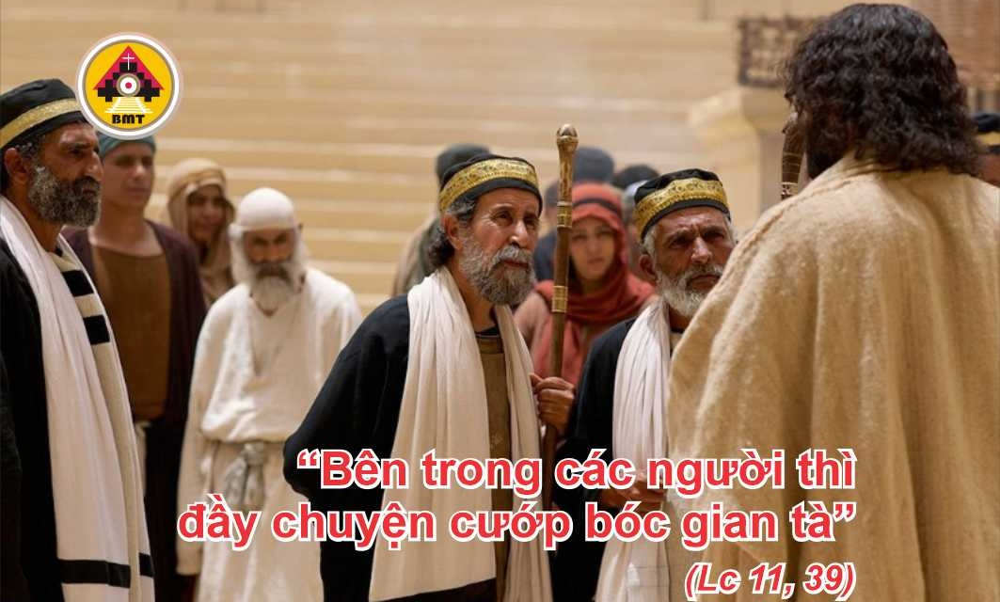 BMT
“Bên trong các người thì
đầy chuyện cướp bóc gian tà”
(Lc 11, 39)